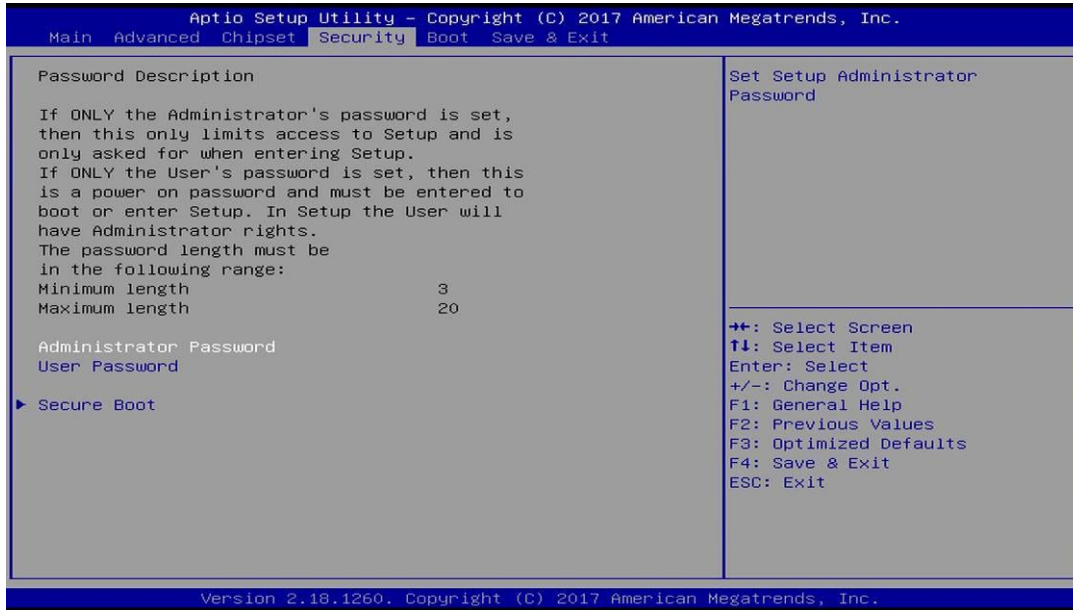 Aptio Setup Utility – Copyright (C) 2017 American Megatrends, Inc.
Main Advanced Chipset Security Boot Save & Exit
Password Description
If ONLY the Administrator's password is set,
then this only limits access to Setup and is
only asked for when entering Setup.
If ONLY the User's password is set, then this
is a power on password and must be entered to
boot or enter Setup. In Setup the User will
have Administrator rights.
The password length must be
in the following range:
Minimum length 3
Maximum length 20
Administrator Password
User Password
► Secure Boot
Set Setup Administrator
Password
→←: Select Screen
↑↓: Select Item
Enter: Select
+/-: Change Opt.
F1: General Help
F2: Previous Values
F3: Optimized Defaults
F4: Save & Exit
ESC: Exit
Version 2.18.1260. Copyright (C) 2017 American Megatrends, Inc.